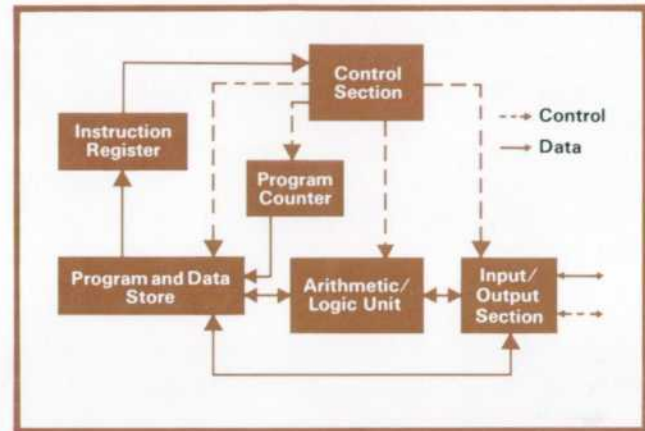 Control
Section
Instruction
Register
Control
Data
Program
Counter
Program and Data
Store
Arithmetic/
Logic Unit
Input/
Output
Section